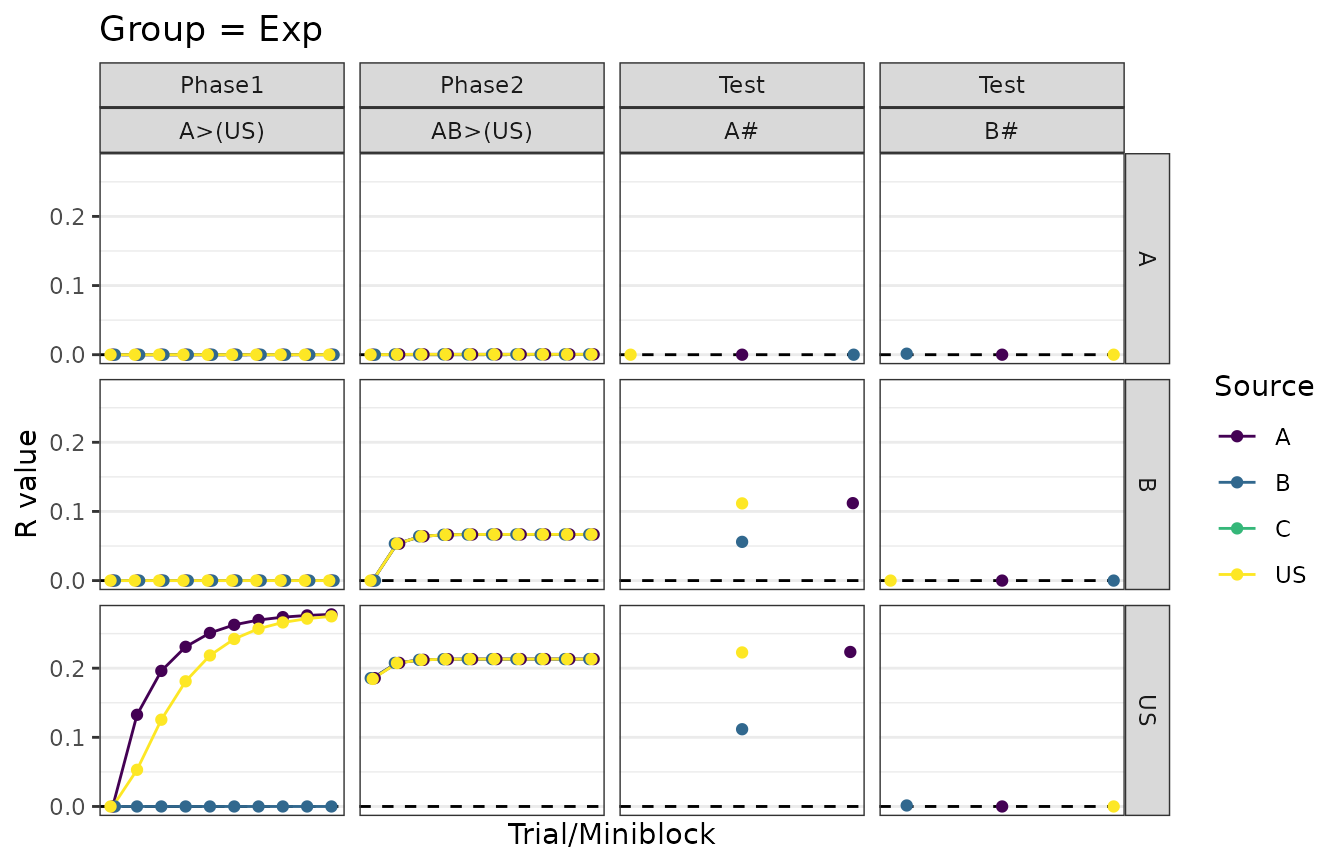 Group = Exp
Phase1 Phase2 Test Test
A>(US) AB>(US) A# B#
0.2
0.1
0.0
A
0.2
0.1
0.0
B
0.2
0.1
0.0
US
R value
Trial/Miniblock
Source
A
B
C
US